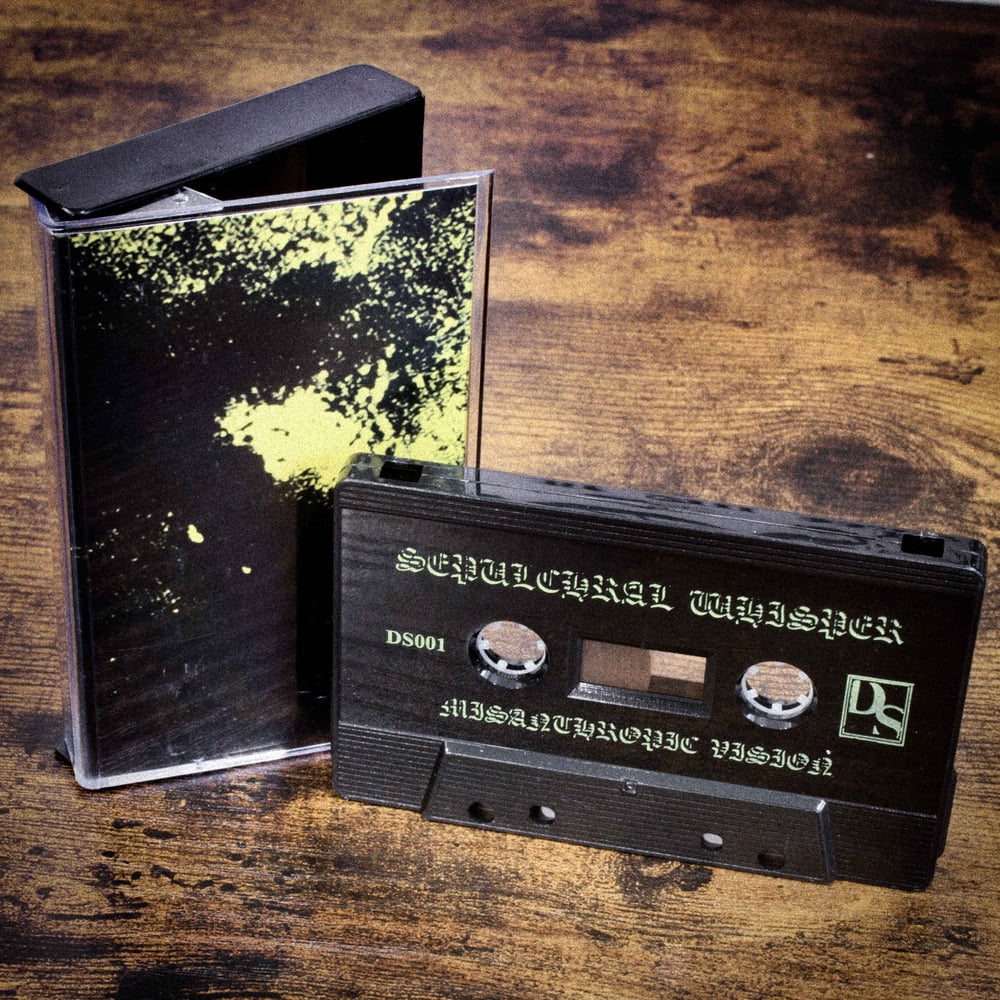 SEPULCHRAL WHISPER
DS001
DS
MISANTHROPIC VISION